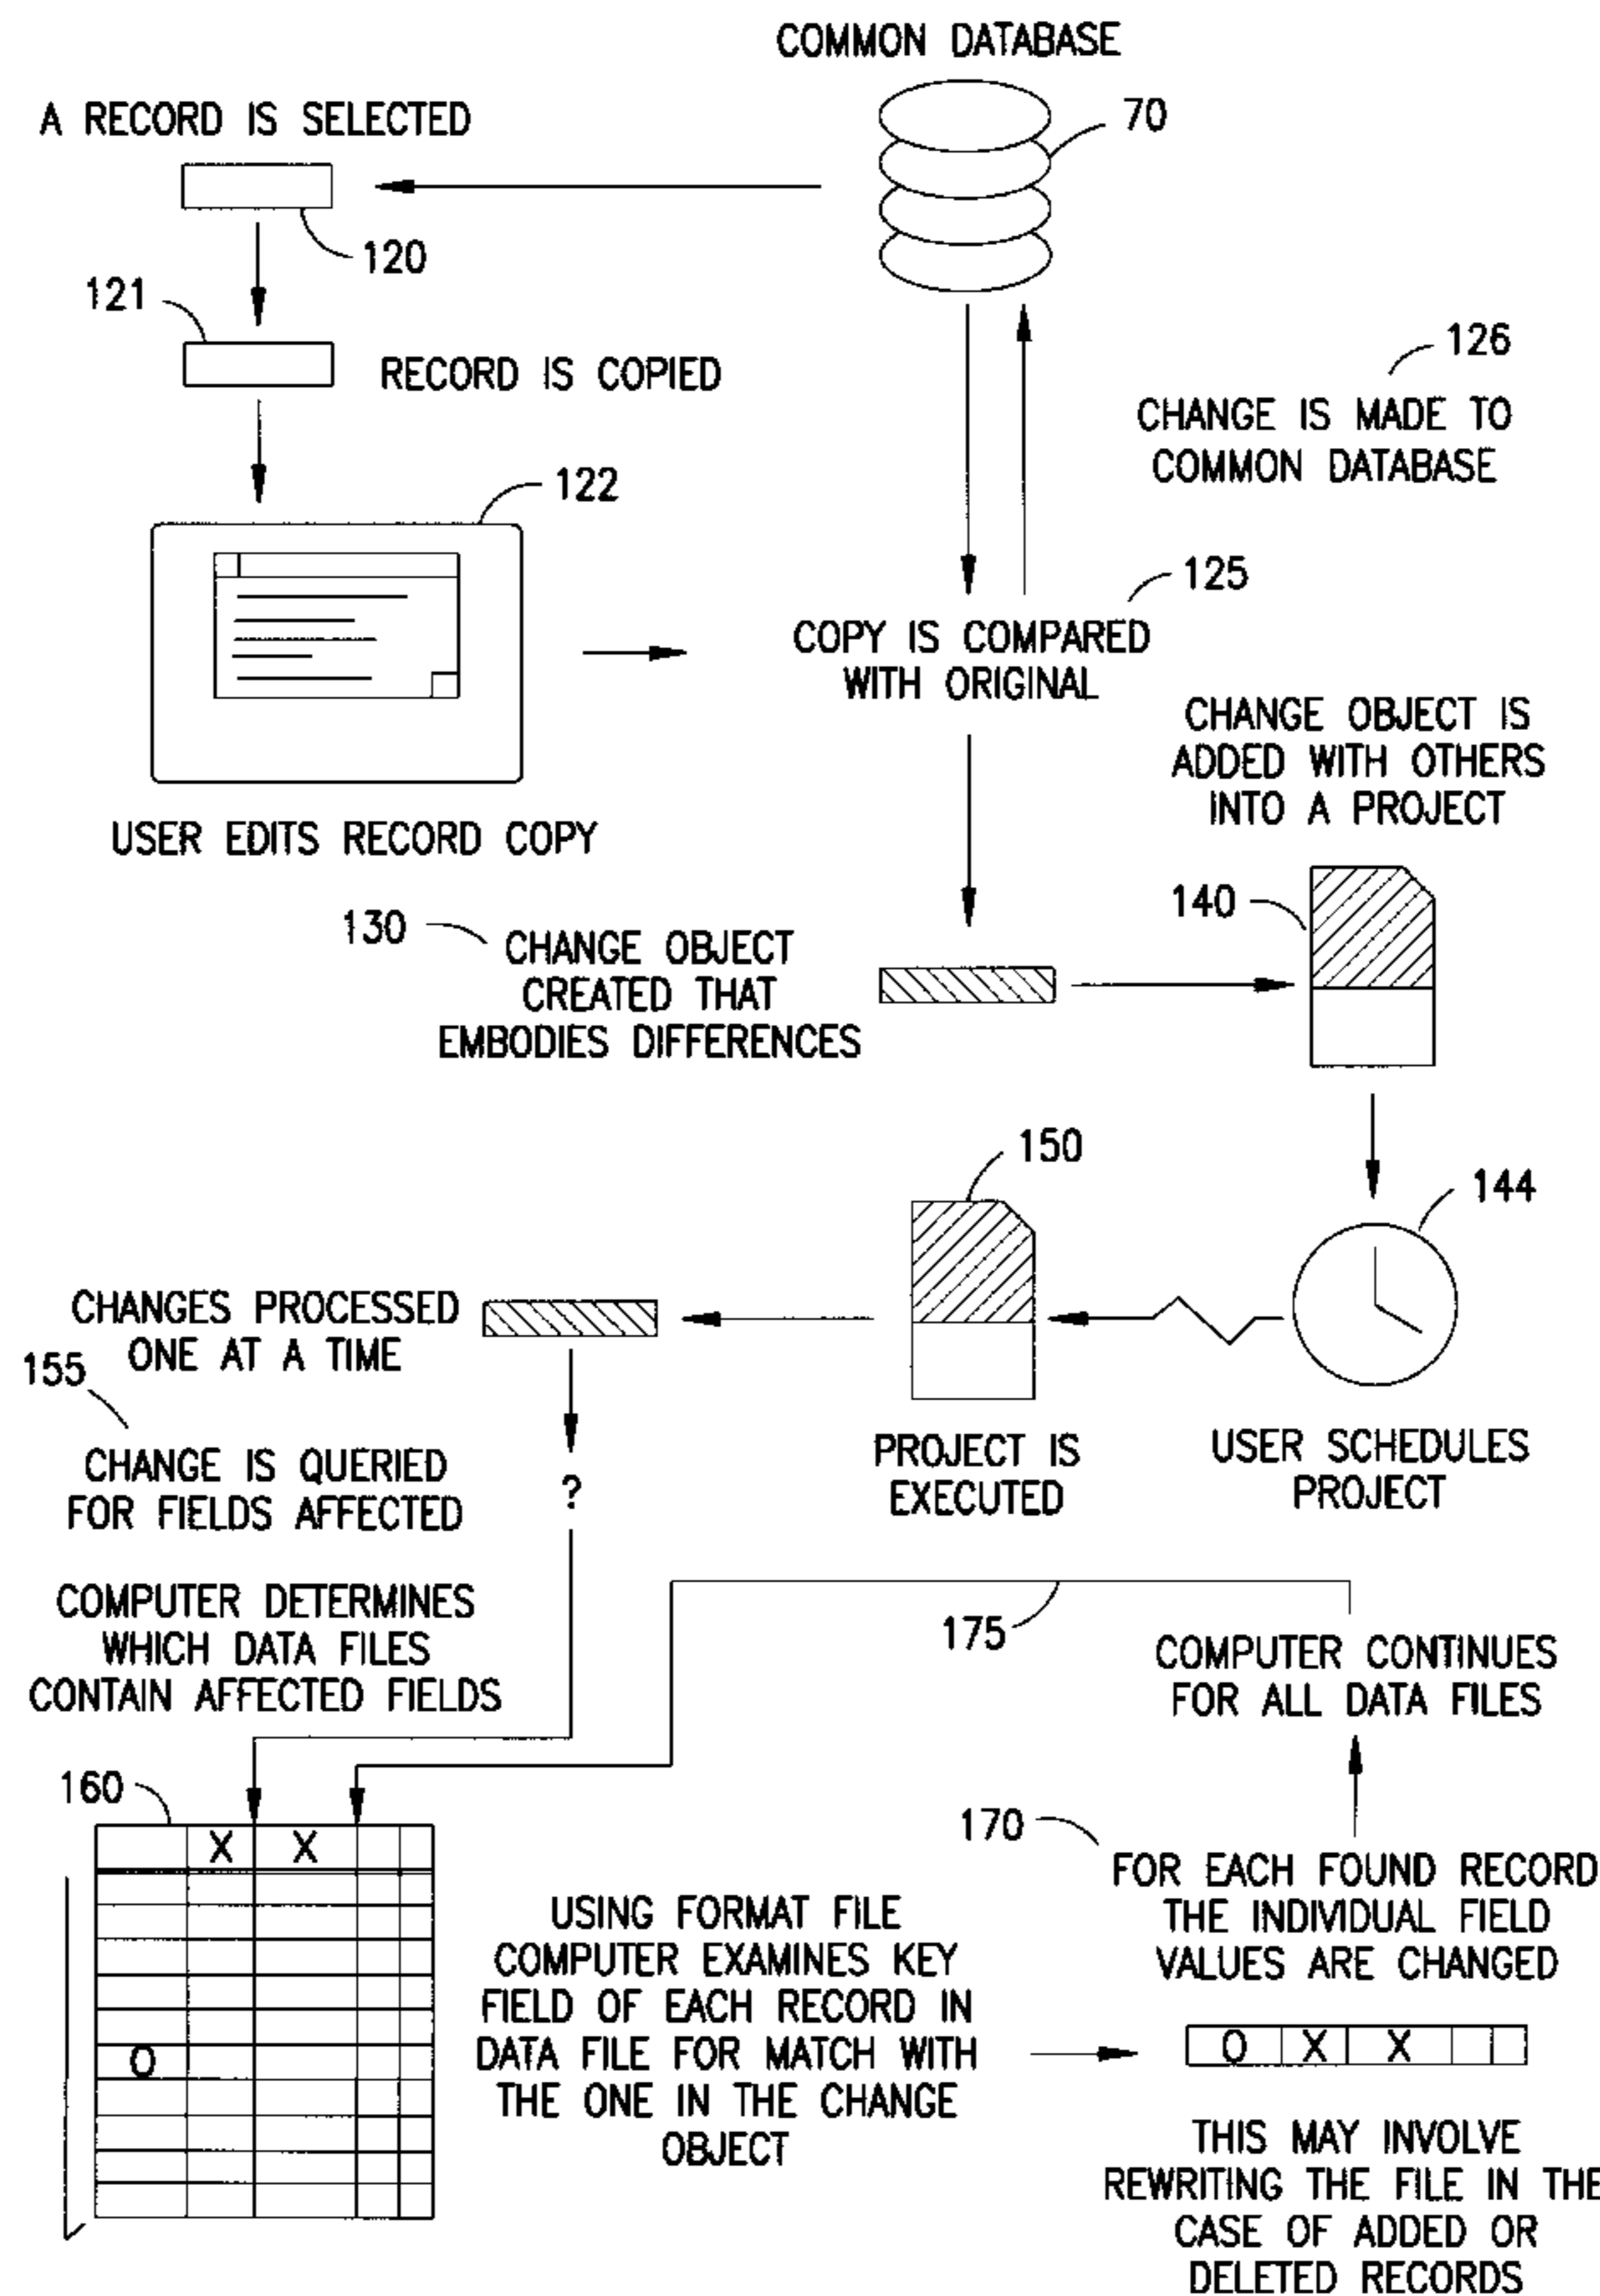 COMMON DATABASE
70
A RECORD IS SELECTED
120
121
RECORD IS COPIED
126
CHANGE IS MADE TO
COMMON DATABASE
122
125
COPY IS COMPARED
WITH ORIGINAL
USER EDITS RECORD COPY
CHANGE OBJECT IS
ADDED WITH OTHERS
INTO A PROJECT
130
CHANGE OBJECT
CREATED THAT
EMBODIES DIFFERENCES
140
150
144
CHANGES PROCESSED
ONE AT A TIME
155
CHANGE IS QUERIED
FOR FIELDS AFFECTED
?
PROJECT IS
EXECUTED
USER SCHEDULES
PROJECT
COMPUTER DETERMINES
WHICH DATA FILES
CONTAIN AFFECTED FIELDS
175
COMPUTER CONTINUES
FOR ALL DATA FILES
160
X X
O
USING FORMAT FILE
COMPUTER EXAMINES KEY
FIELD OF EACH RECORD IN
DATA FILE FOR MATCH WITH
THE ONE IN THE CHANGE
OBJECT
170
FOR EACH FOUND RECORD
THE INDIVIDUAL FIELD
VALUES ARE CHANGED
O X X
THIS MAY INVOLVE
REWRITING THE FILE IN THE
CASE OF ADDED OR
DELETED RECORDS